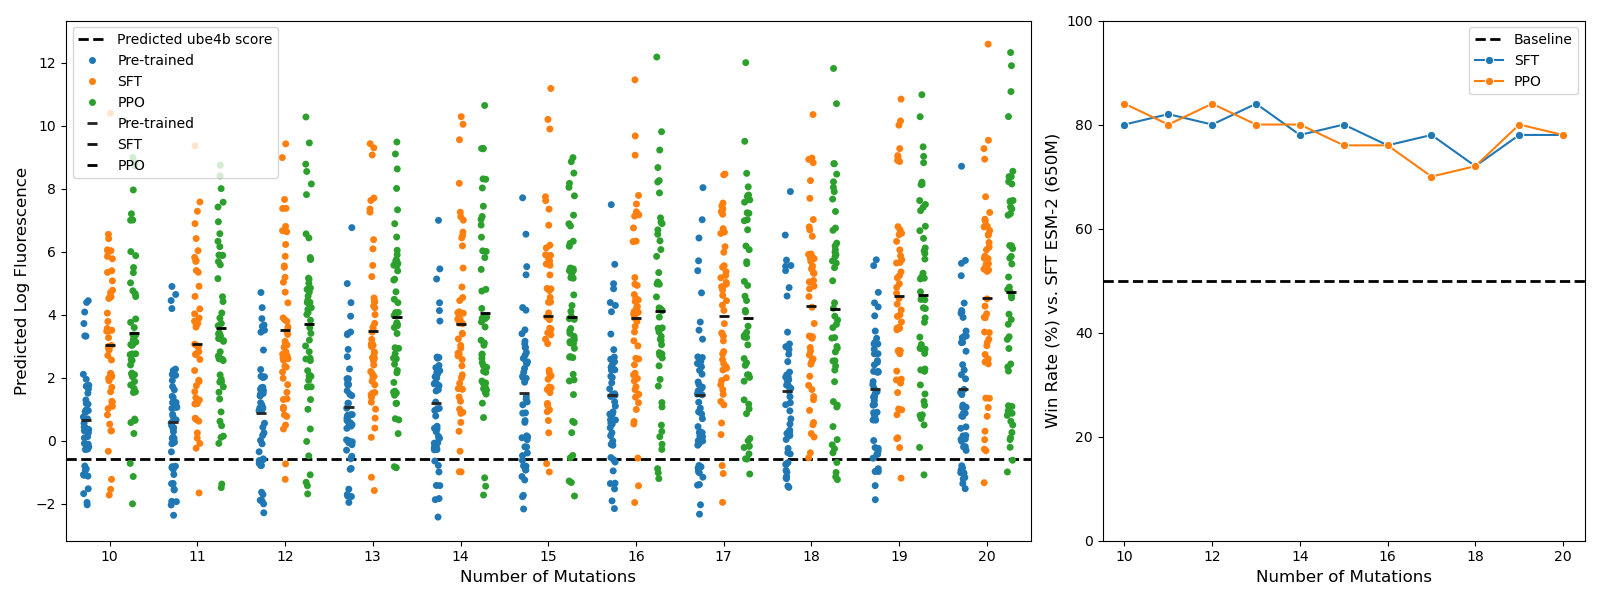 Predicted ube4b score
Pre-trained
SFT
PPO
Pre-trained
SFT
PPO
Predicted Log Fluorescence
12
10
8
6
4
2
0
−2
10 11 12 13 14 15 16 17 18 19 20
Number of Mutations
Baseline
SFT
PPO
Win Rate (%) vs. SFT ESM-2 (650M)
100
80
60
40
20
0
10 12 14 16 18 20
Number of Mutations